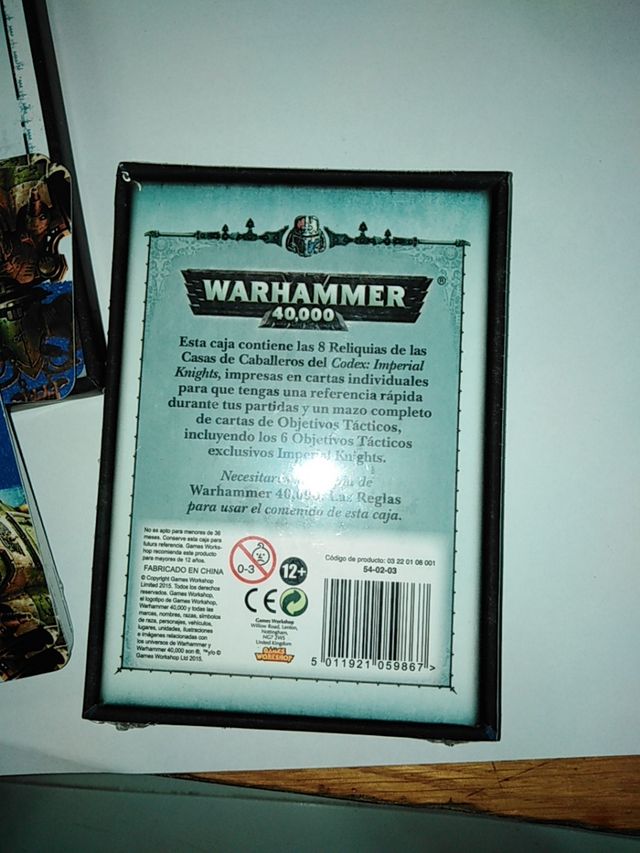 WARHAMMER®
40,000
Esta caja contiene las 8 Reliquias de las
Casas de Caballeros del Codex: Imperial
Knights, impresas en cartas individuales
para que tengas una referencia rápida
durante tus partidas y un mazo completo
de cartas de Objetivos Tácticos,
incluyendo los 6 Objetivos Tácticos
exclusivos Imperial Knights.
de
Warhammer 40,000: Las Reglas
para usar el contenido de esta caja.
No es apto para menores de 36
meses. Conserve esta caja para
futura referencia. Games Works-
hop recomienda este producto
para mayores de 12 años.
FABRICADO EN CHINA
© Copyright Games Workshop
Limited 2015. Todos los derechos
reservados. Games Workshop,
el logotipo de Games Workshop,
Warhammer 40,000 y todas las
marcas, nombres, razas, símbolos
de raza, personajes, vehículos,
lugares, unidades, ilustraciones
e imágenes relacionadas con
los universos de Warhammer y
Warhammer 40,000 son ®, ™y/o ©
Games Workshop Ltd 2015.
0-3
12+
CE
Games Workshop
Willow Road, Lenton,
Nottingham,
NG7 2WS
United Kingdom
GAMES
WORKSHOP
Código de producto: 03 22 01 08 001
54-02-03
5 011921 059867 >